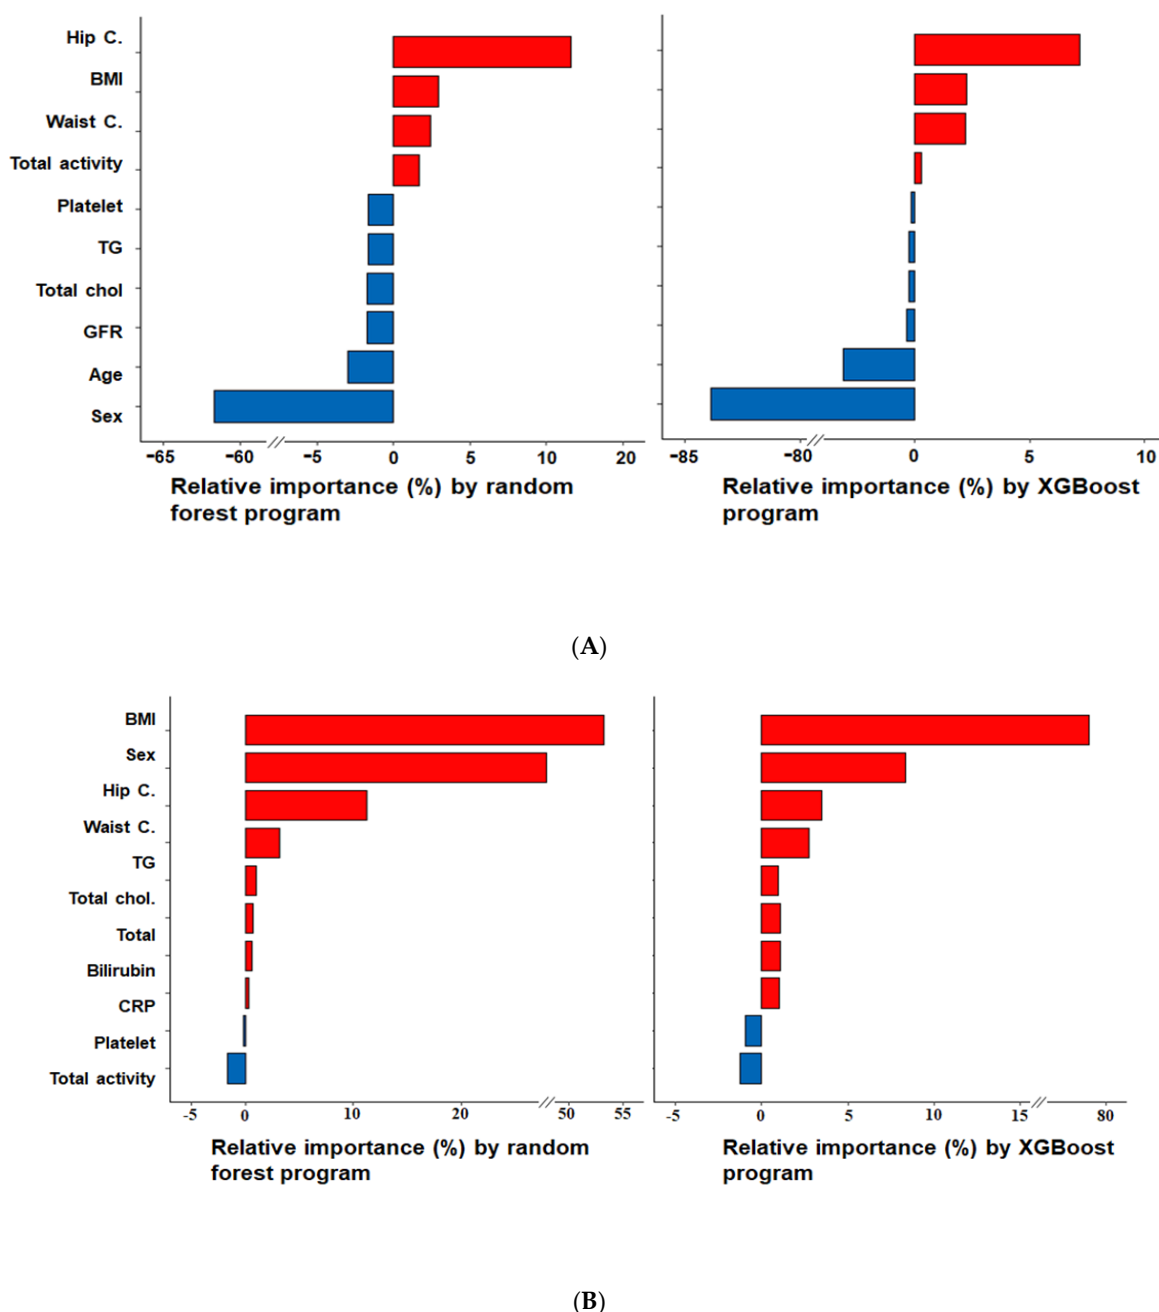 Hip C.
BMI
Waist C.
Total activity
Platelet
TG
Total chol
GFR
Age
Sex
-65 // -60 -5 0 5 10 20
-85 -80 // 0 5 10
Relative importance (%) by random
forest program
Relative importance (%) by XGBoost
program
(A)
BMI
Sex
Hip C.
Waist C.
TG
Total chol.
Total
Bilirubin
CRP
Platelet
Total activity
-5 0 10 20 // 50 55
-5 0 5 10 15 // 80
Relative importance (%) by random
forest program
Relative importance (%) by XGBoost
program
(B)